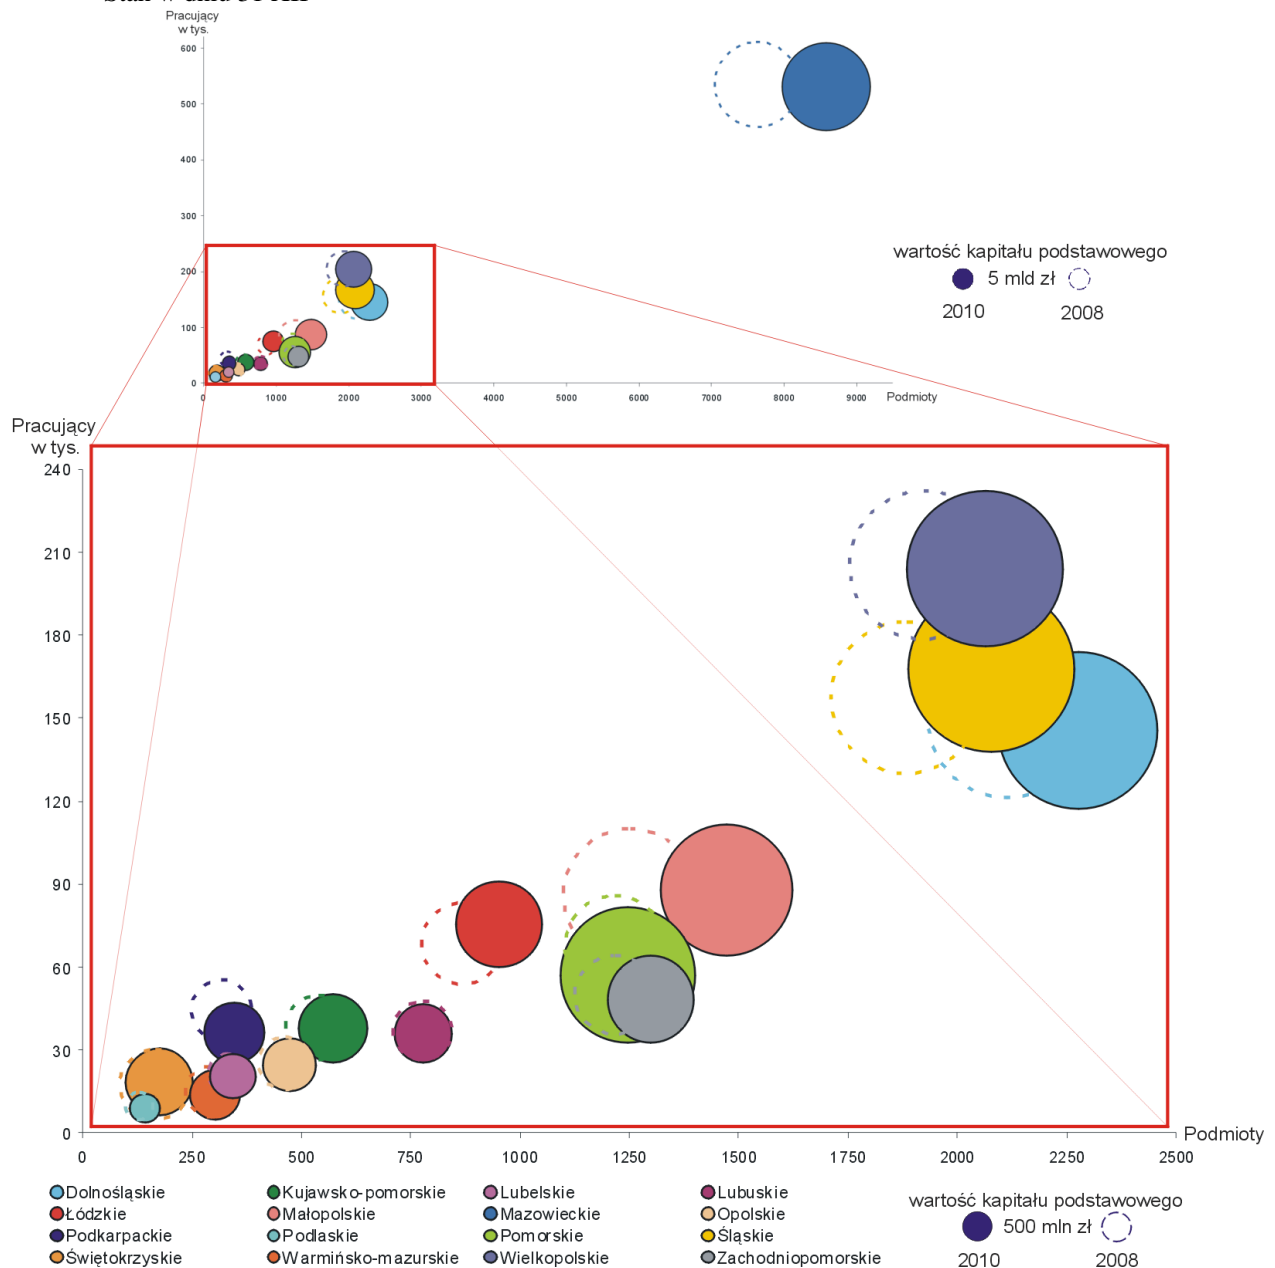 Stan w dniu 31 XII
Pracujący
w tys.
600
500
400
300
200
100
0
0 1000 2000 3000 4000 5000 6000 7000 8000 9000 Podmioty
wartość kapitału podstawowego
5 mld zł
2010 2008
Pracujący
w tys.
240
210
180
150
120
90
60
30
0
0 250 500 750 1000 1250 1500 1750 2000 2250 2500 Podmioty
Dolnośląskie Kujawsko-pomorskie Lubelskie Lubuskie
Łódzkie Małopolskie Mazowieckie Opolskie
Podkarpackie Podlaskie Pomorskie Śląskie
Świętokrzyskie Warmińsko-mazurskie Wielkopolskie Zachodniopomorskie
wartość kapitału podstawowego
500 mln zł
2010 2008